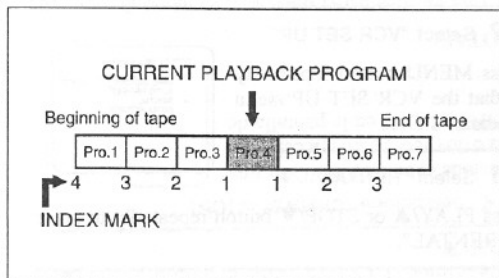 CURRENT PLAYBACK PROGRAM
Beginning of tape End of tape
Pro.1 Pro.2 Pro.3 Pro.4 Pro.5 Pro.6 Pro.7
4 3 2 1 1 2 3
INDEX MARK